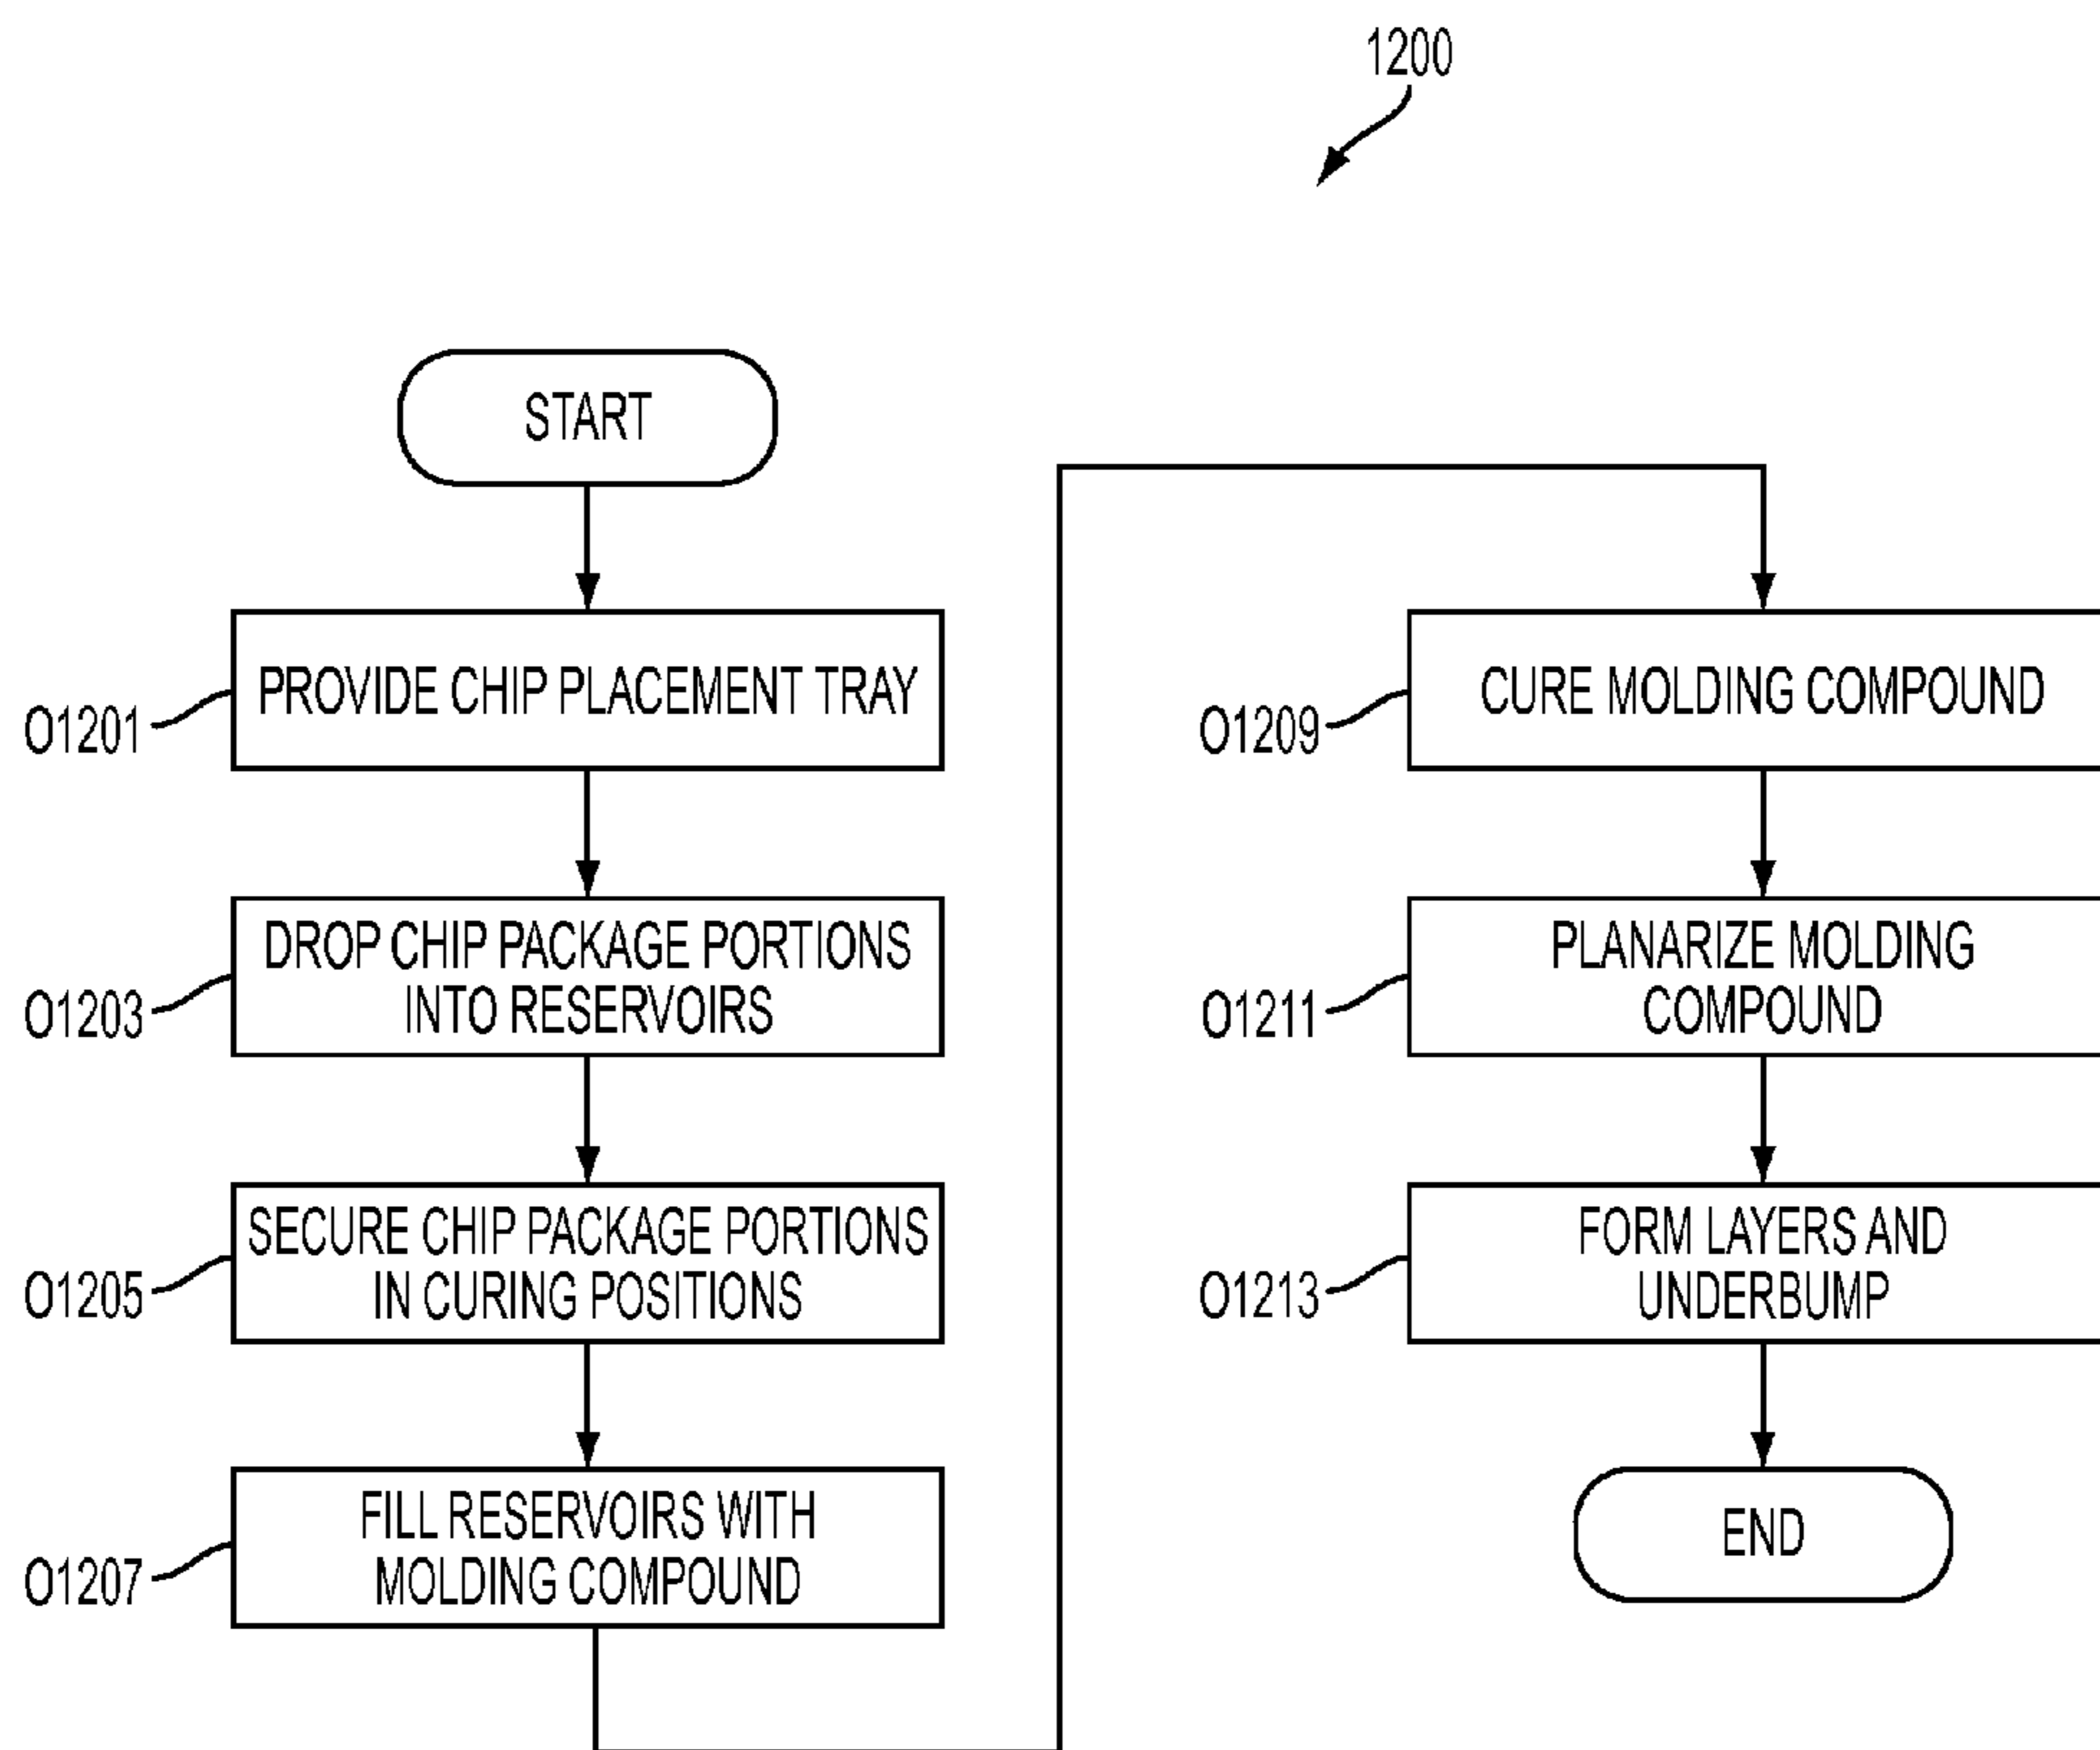 1200
START
PROVIDE CHIP PLACEMENT TRAY
O1201
DROP CHIP PACKAGE PORTIONS
INTO RESERVOIRS
O1203
SECURE CHIP PACKAGE PORTIONS
IN CURING POSITIONS
O1205
FILL RESERVOIRS WITH
MOLDING COMPOUND
O1207
CURE MOLDING COMPOUND
O1209
PLANARIZE MOLDING
COMPOUND
O1211
FORM LAYERS AND
UNDERBUMP
O1213
END